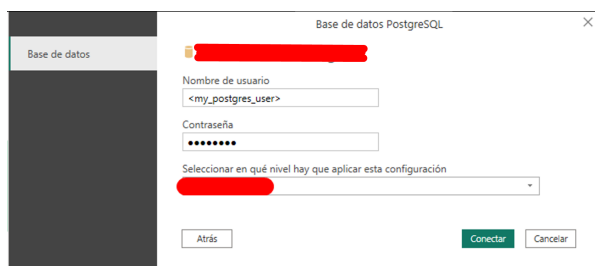 Base de datos PostgreSQL
Base de datos
Nombre de usuario
<my_postgres_user>
Contraseña
Seleccionar en qué nivel hay que aplicar esta configuración
Atrás
Conectar
Cancelar